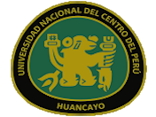 UNIVERSIDAD NACIONAL DEL CENTRO DEL PERÚ
HUANCAYO